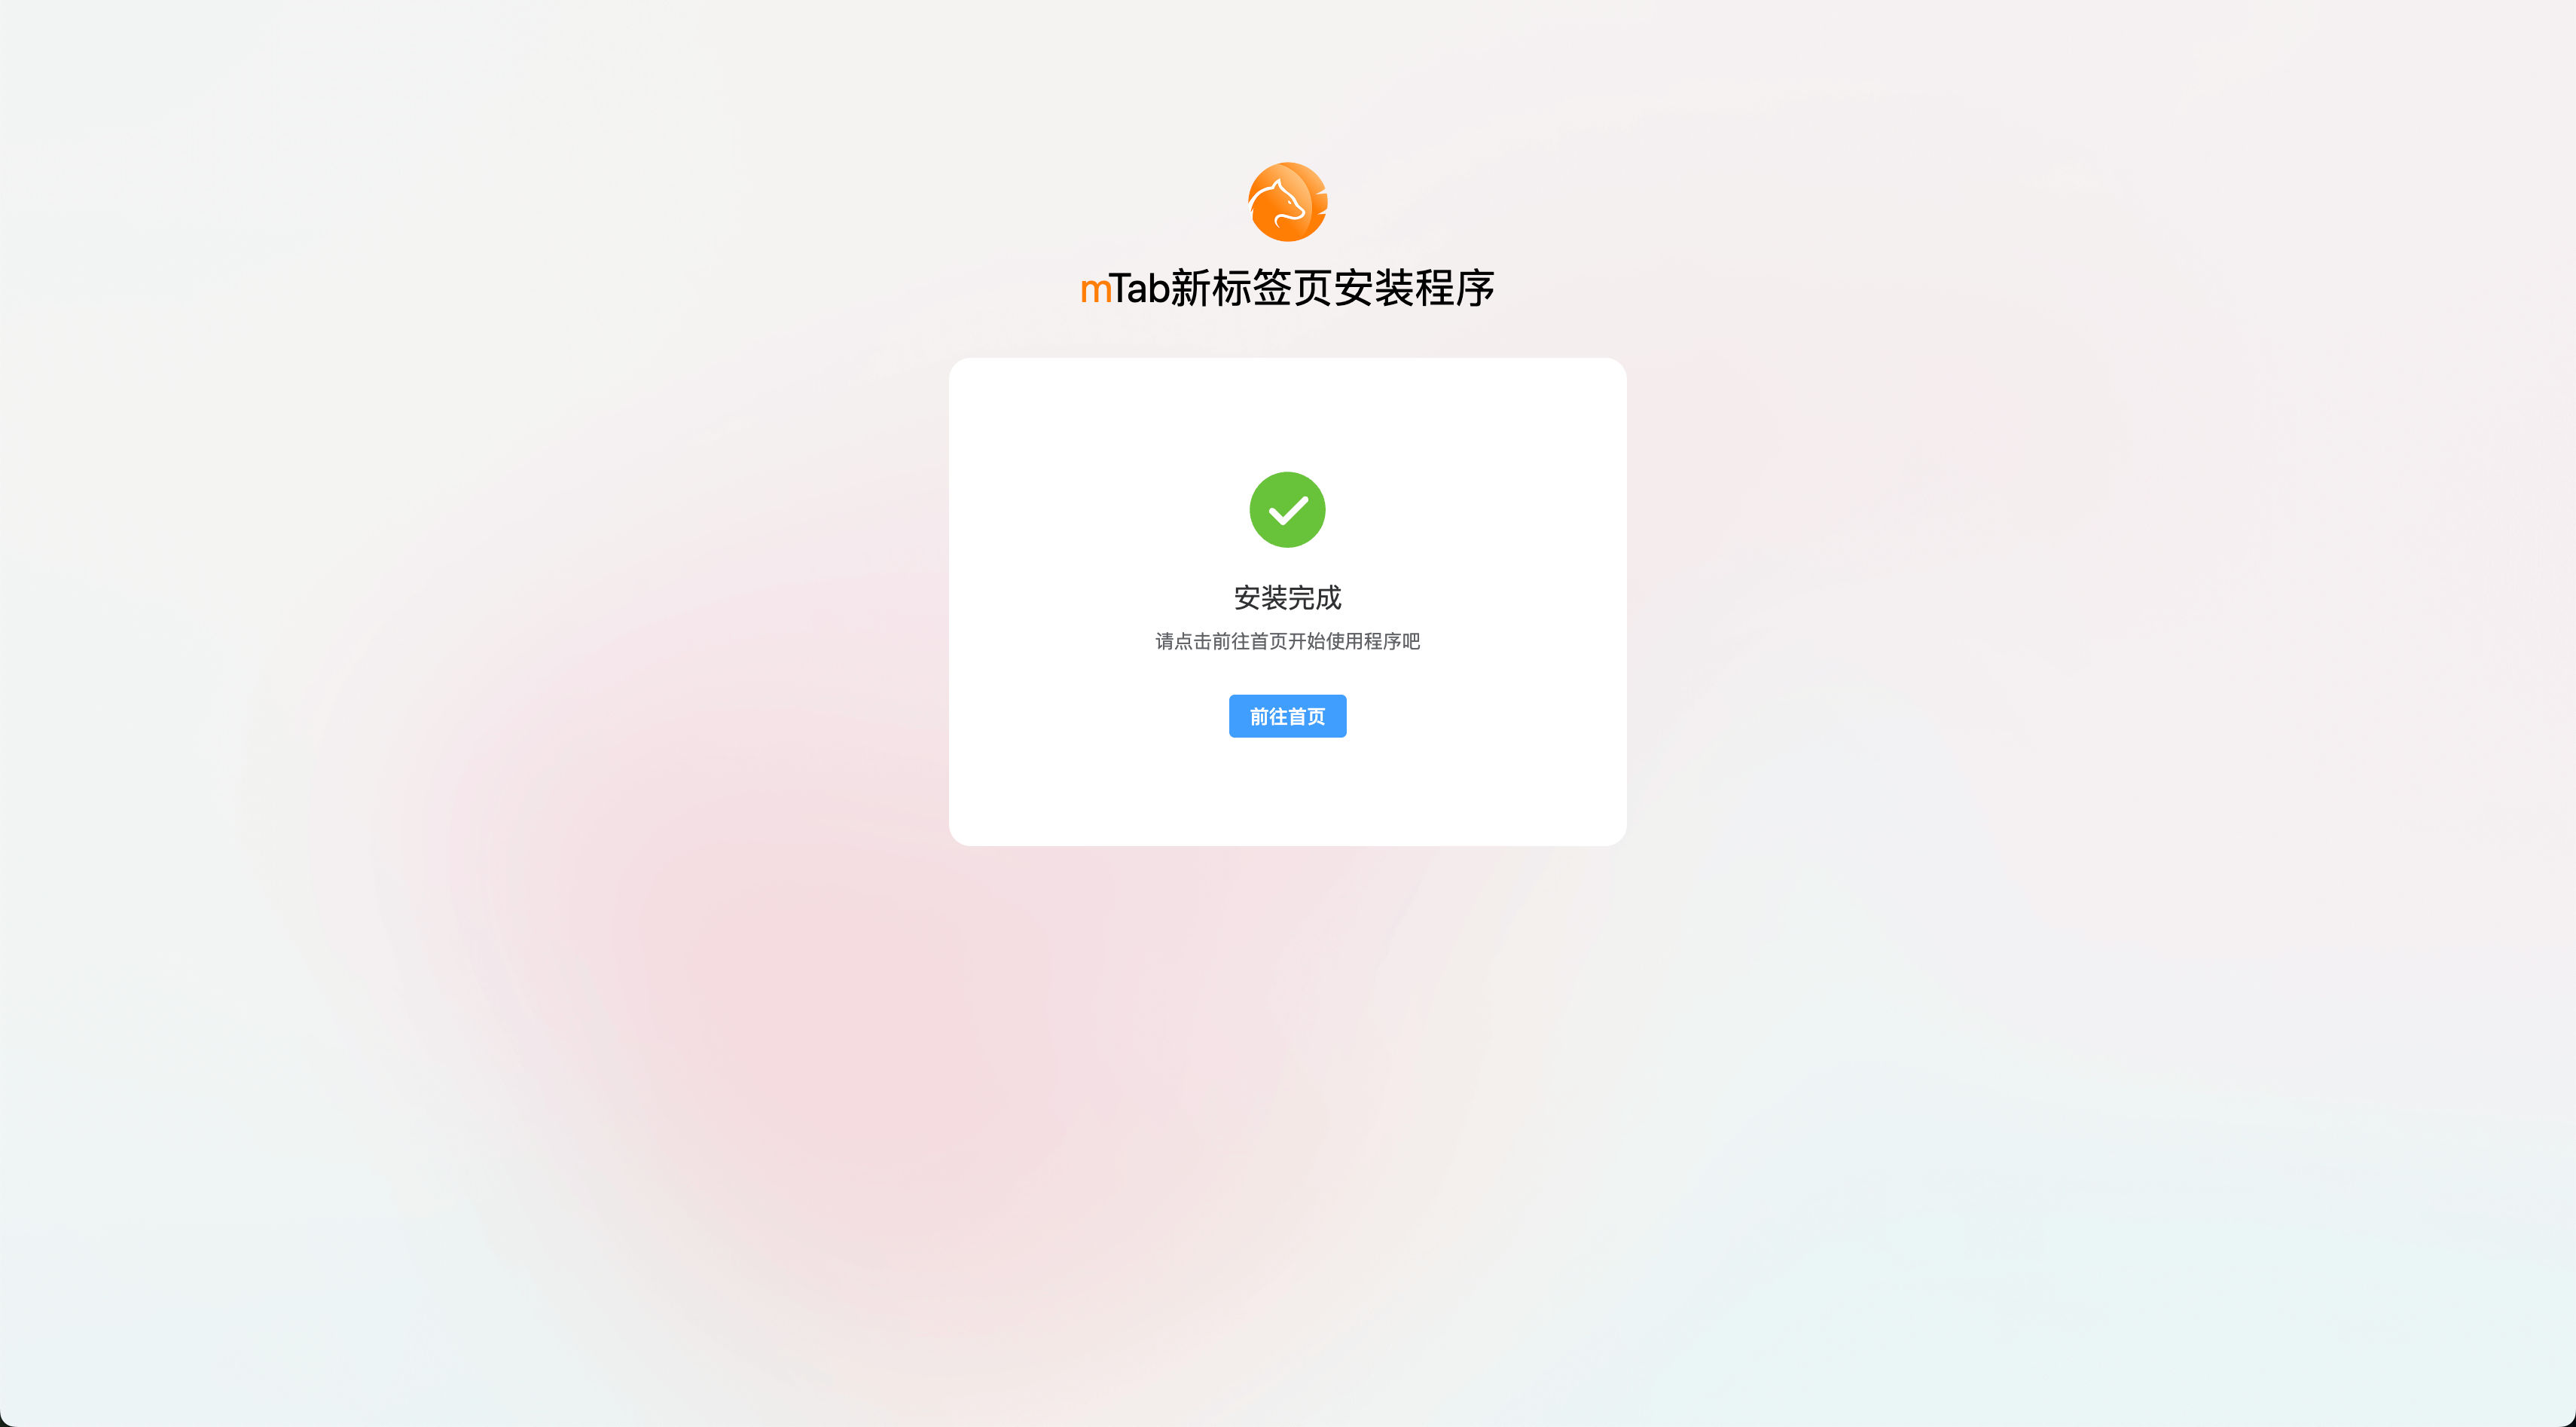 mTab新标签页安装程序
安装完成
请点击前往首页开始使用程序吧
前往首页